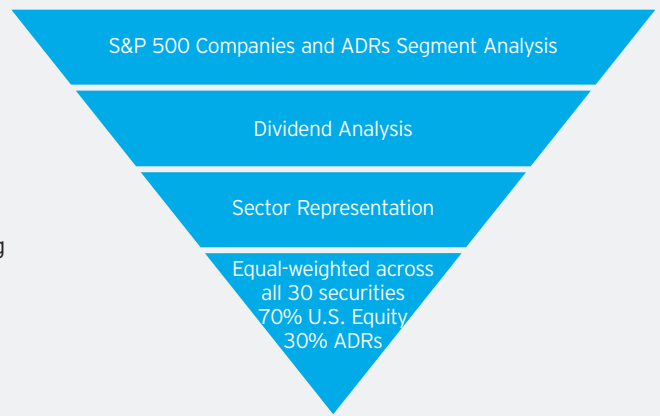 S&P 500 Companies and ADRs Segment Analysis
Dividend Analysis
Sector Representation
Equal-weighted across
all 30 securities
70% U.S. Equity
30% ADRs